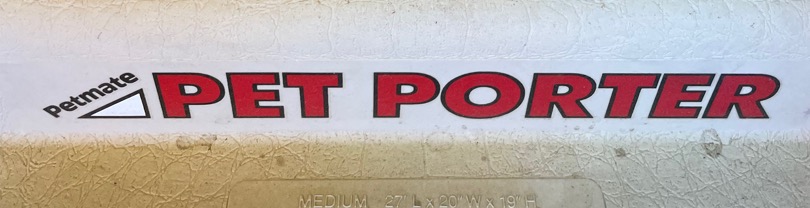 Petmate
PET PORTER
MEDIUM 27" L x 20" W x 19" H